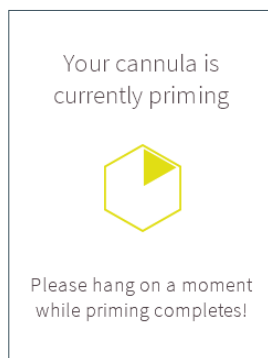 Your cannula is
currently priming
Please hang on a moment
while priming completes!